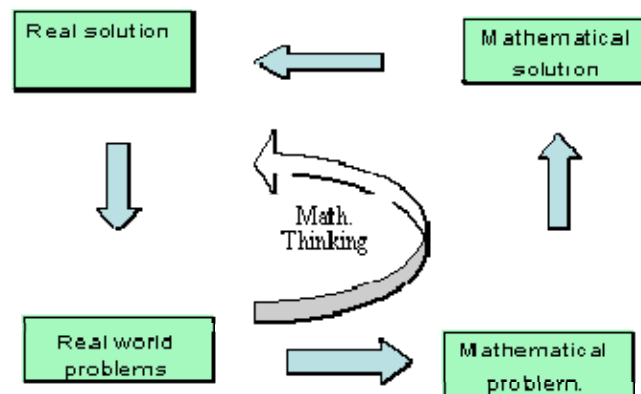 Real solution
Mathematical
solution
Math.
Thinking
Real world
problems
Mathematical
problem.